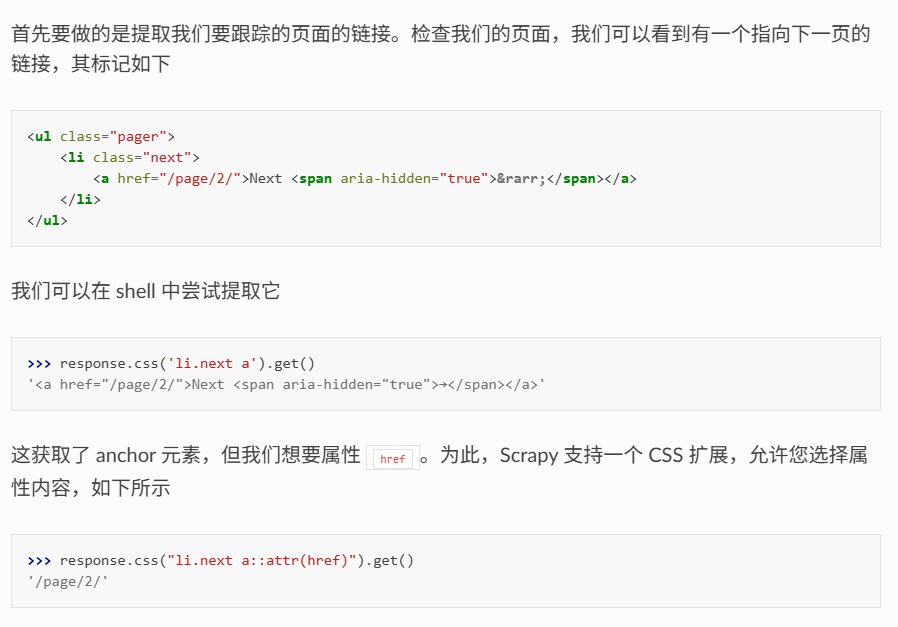 首先要做的是提取我们要跟踪的页面的链接。检查我们的页面，我们可以看到有一个指向下一页的
链接，其标记如下
<ul class="pager">
    <li class="next">
        <a href="/page/2/">Next <span aria-hidden="true">&rarr;</span></a>
    </li>
</ul>
我们可以在 shell 中尝试提取它
>>> response.css('li.next a').get()
'<a href="/page/2/">Next <span aria-hidden="true">→</span></a>'
这获取了 anchor 元素，但我们想要属性 href 。为此，Scrapy 支持一个 CSS 扩展，允许您选择属
性内容，如下所示
>>> response.css("li.next a::attr(href)").get()
'/page/2/'